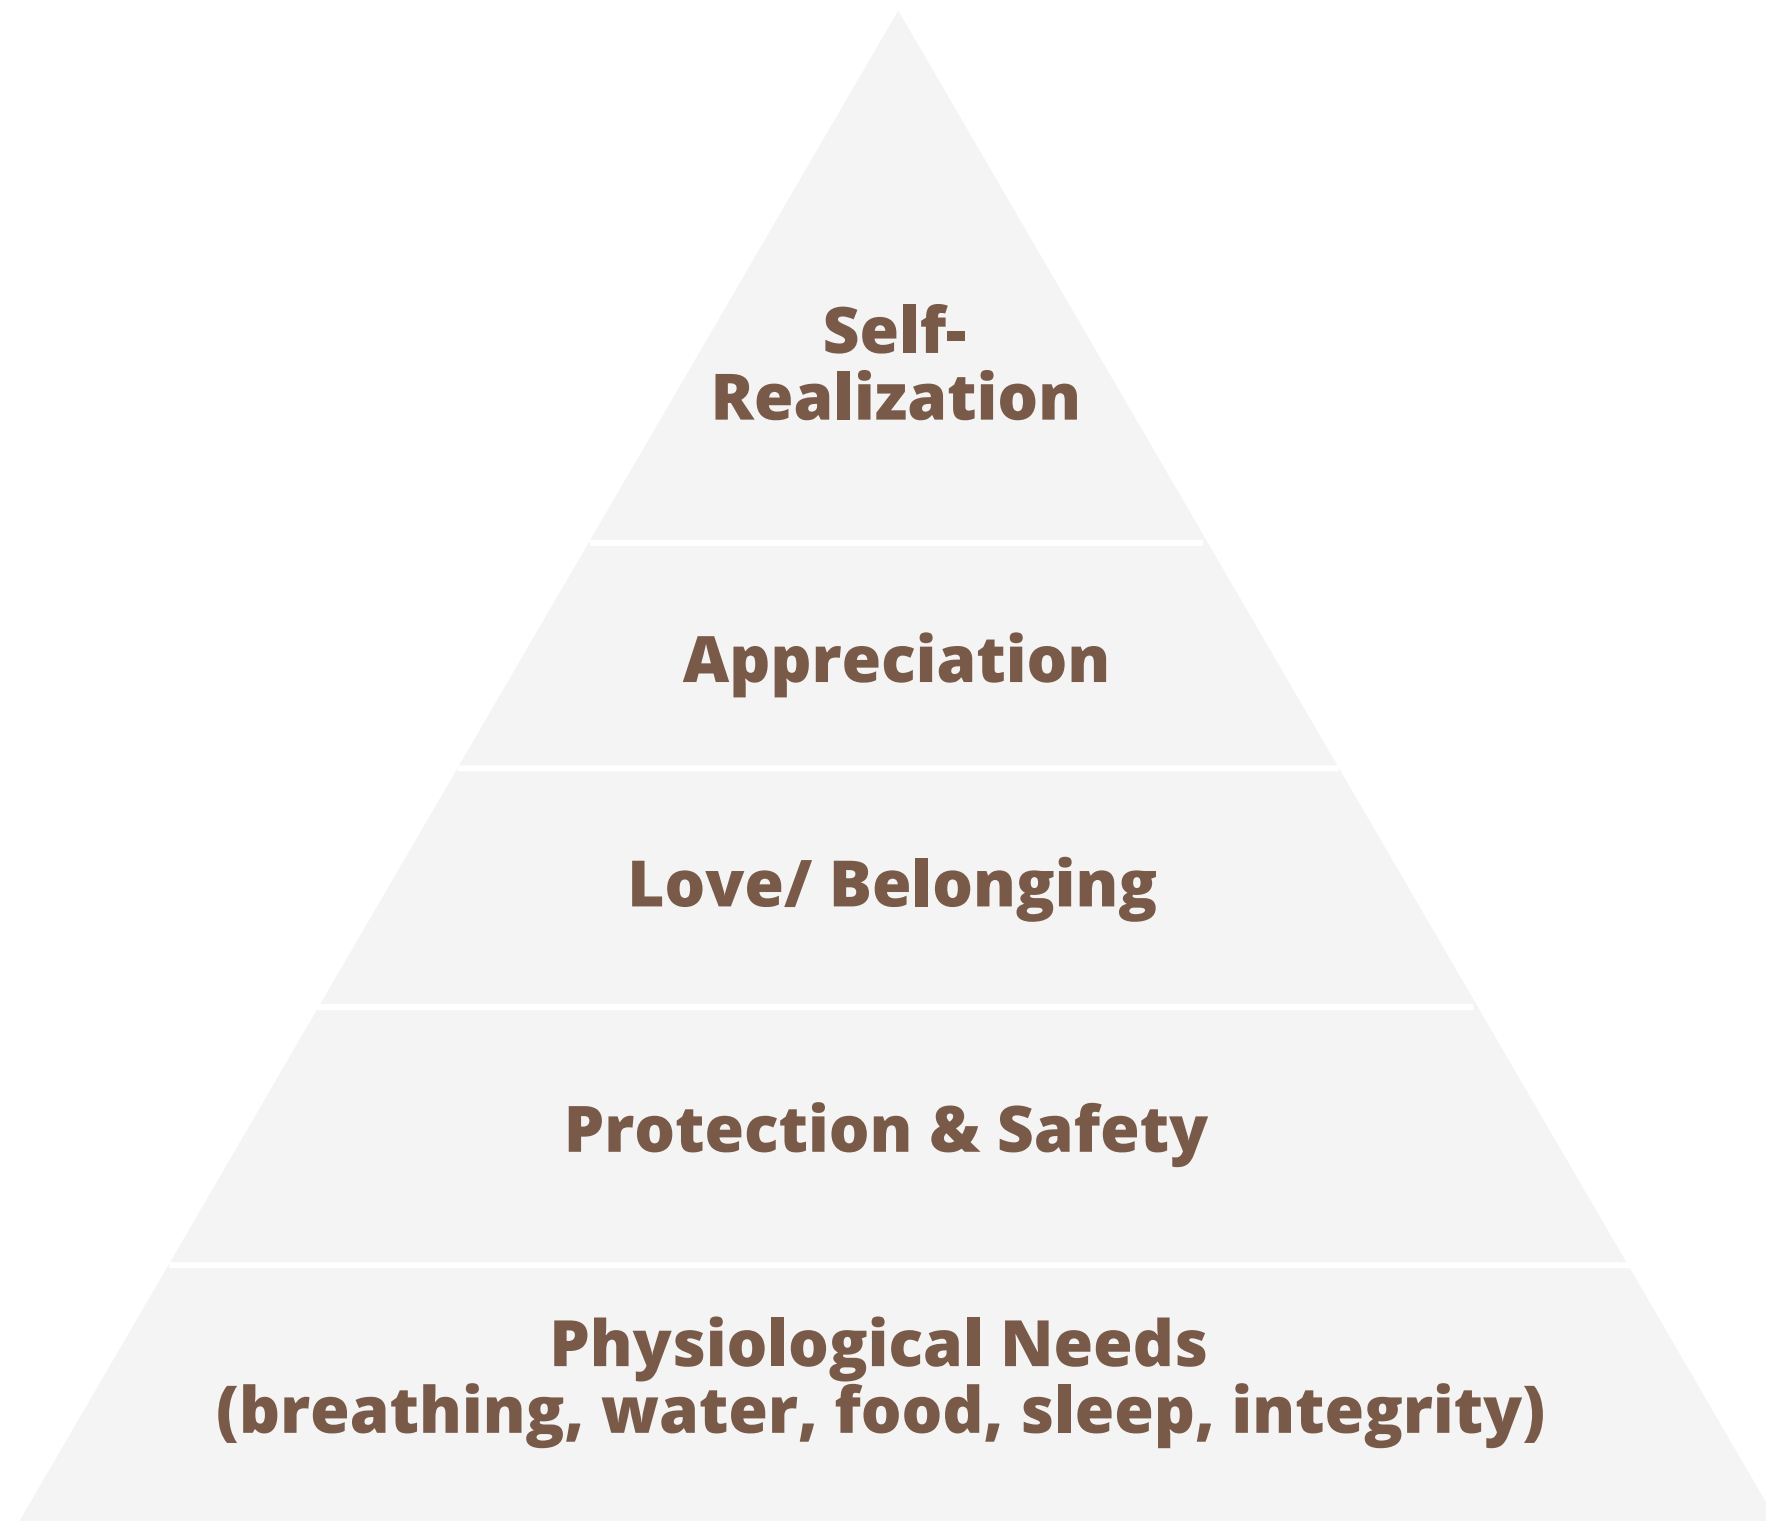 Self-
Realization
Appreciation
Love/ Belonging
Protection & Safety
Physiological Needs
(breathing, water, food, sleep, integrity)